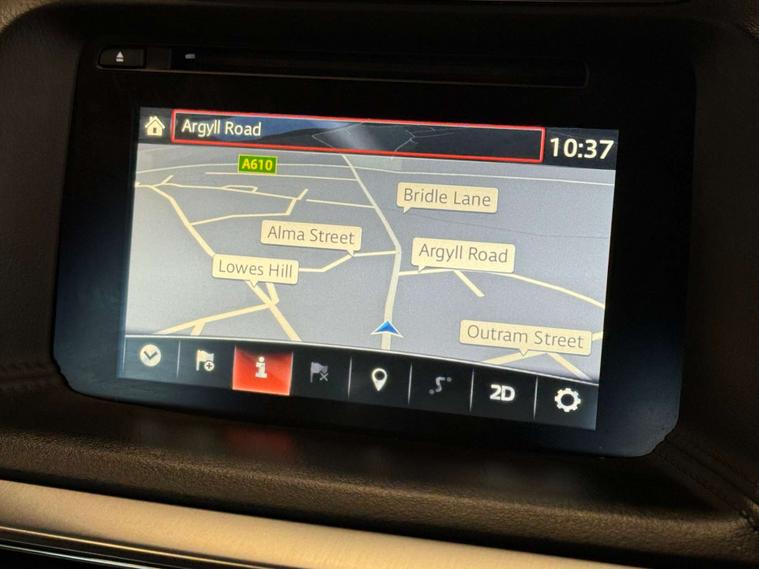 Argyll Road
10:37
A610
Bridle Lane
Alma Street
Argyll Road
Lowes Hill
Outram Street
2D